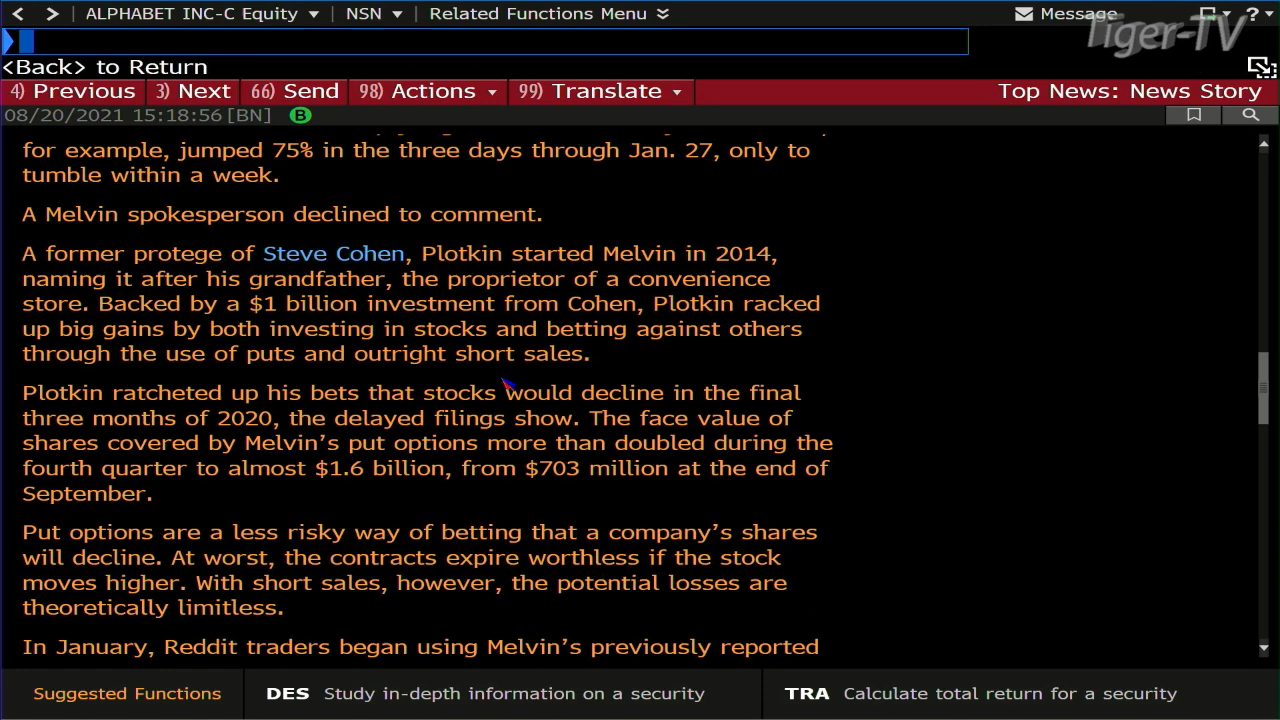 ALPHABET INC-C Equity NSN Related Functions Menu Message ?
Tiger-TV
<Back> to Return
4) Previous 3) Next 66) Send 98) Actions 99) Translate Top News: News Story
08/20/2021 15:18:56 [BN] B
for example, jumped 75% in the three days through Jan. 27, only to
tumble within a week.
A Melvin spokesperson declined to comment.
A former protege of Steve Cohen, Plotkin started Melvin in 2014,
naming it after his grandfather, the proprietor of a convenience
store. Backed by a $1 billion investment from Cohen, Plotkin racked
up big gains by both investing in stocks and betting against others
through the use of puts and outright short sales.
Plotkin ratcheted up his bets that stocks would decline in the final
three months of 2020, the delayed filings show. The face value of
shares covered by Melvin’s put options more than doubled during the
fourth quarter to almost $1.6 billion, from $703 million at the end of
September.
Put options are a less risky way of betting that a company’s shares
will decline. At worst, the contracts expire worthless if the stock
moves higher. With short sales, however, the potential losses are
theoretically limitless.
In January, Reddit traders began using Melvin’s previously reported
Suggested Functions DES Study in-depth information on a security TRA Calculate total return for a security